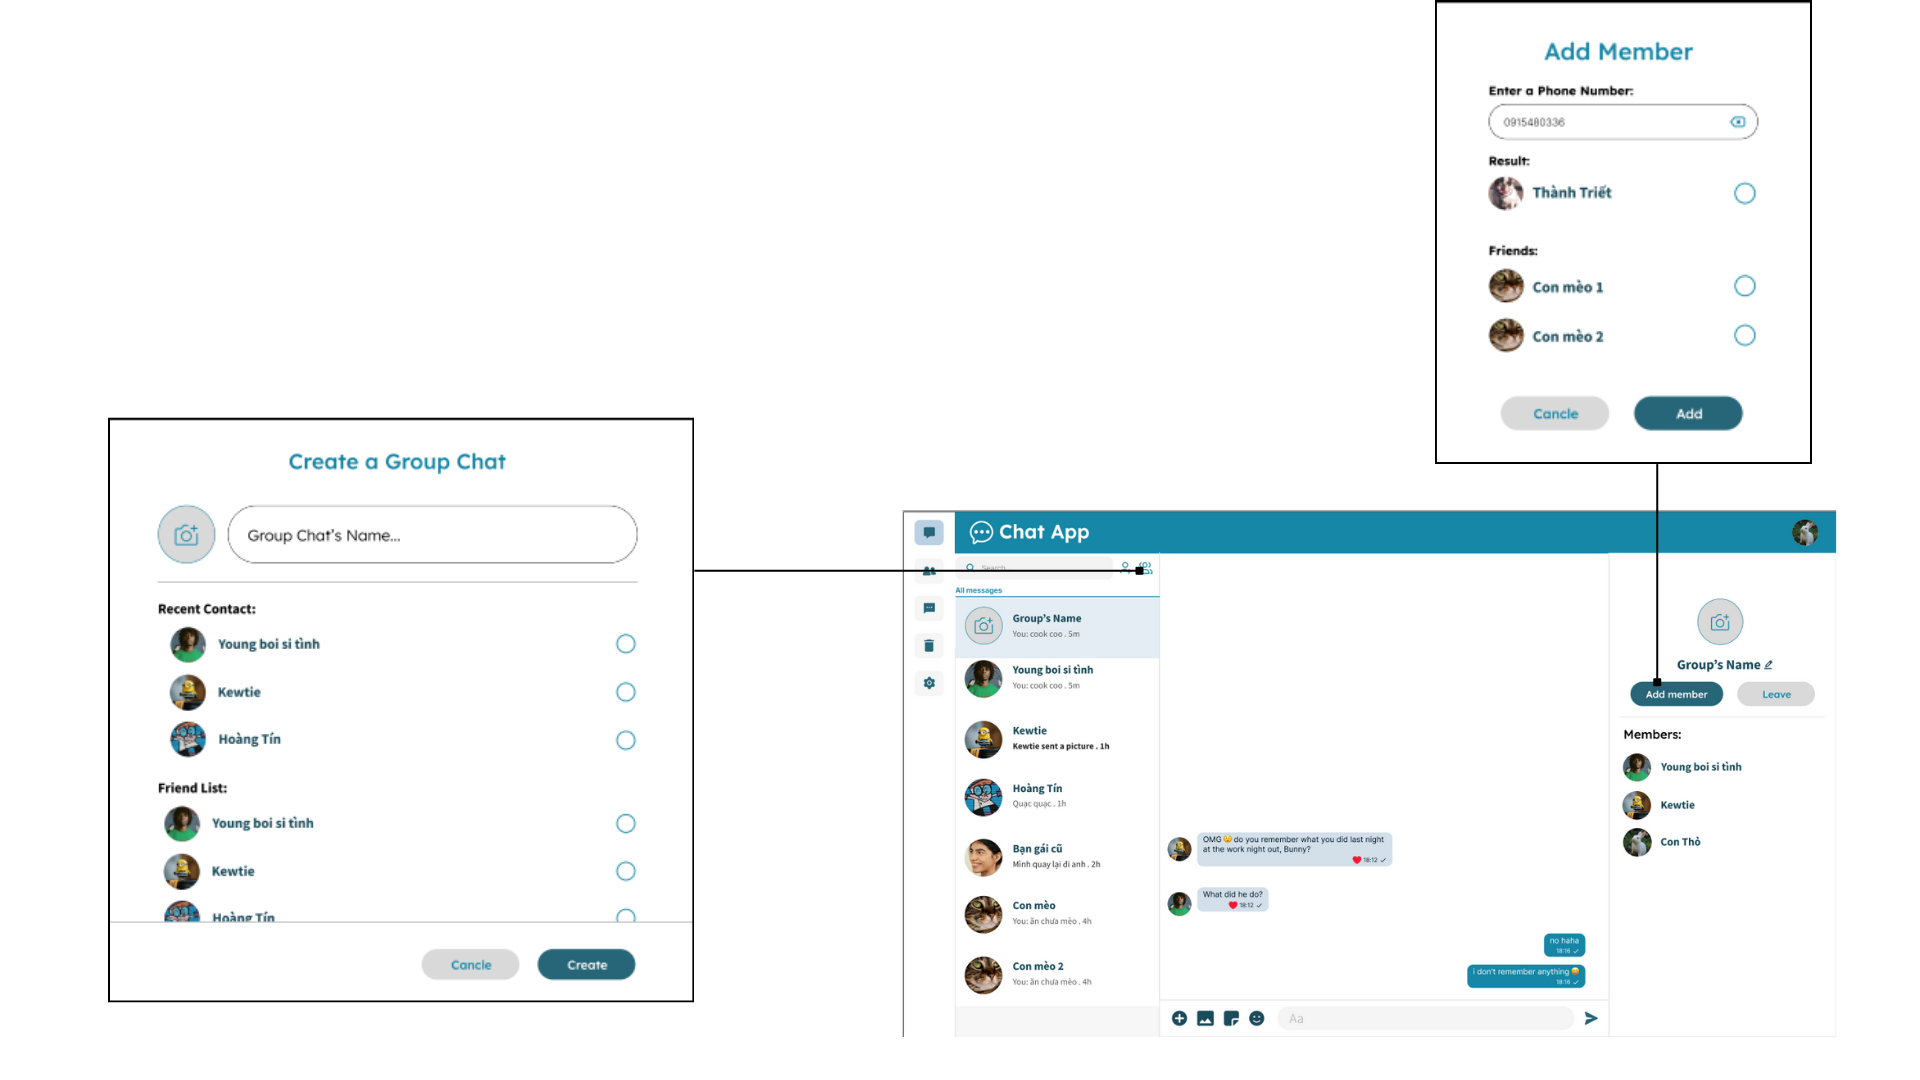 Add Member
Enter a Phone Number:
0915480336
Result:
Thành Triết
Friends:
Con mèo 1
Con mèo 2
Cancle
Add
Create a Group Chat
Group Chat's Name...
Recent Contact:
Young boi si tình
Kewtie
Hoàng Tín
Friend List:
Young boi si tình
Kewtie
Hoàng Tín
Cancle
Create
Chat App
Search
All messages
Group's Name
You: cook coo . 5m
Young boi si tình
You: cook coo . 5m
Kewtie
Kewtie sent a picture . 1h
Hoàng Tín
Quạc quạc . 1h
Bạn gái cũ
Mình quay lại đi anh . 2h
Con mèo
You: ăn chưa mèo . 4h
Con mèo 2
You: ăn chưa mèo . 4h
OMG 😆 do you remember what you did last night
at the work night out, Bunny?
18:12
What did he do?
18:12
no haha
18:16
i don't remember anything 😄
18:16
Aa
Group's Name
Add member
Leave
Members:
Young boi si tình
Kewtie
Con Thỏ